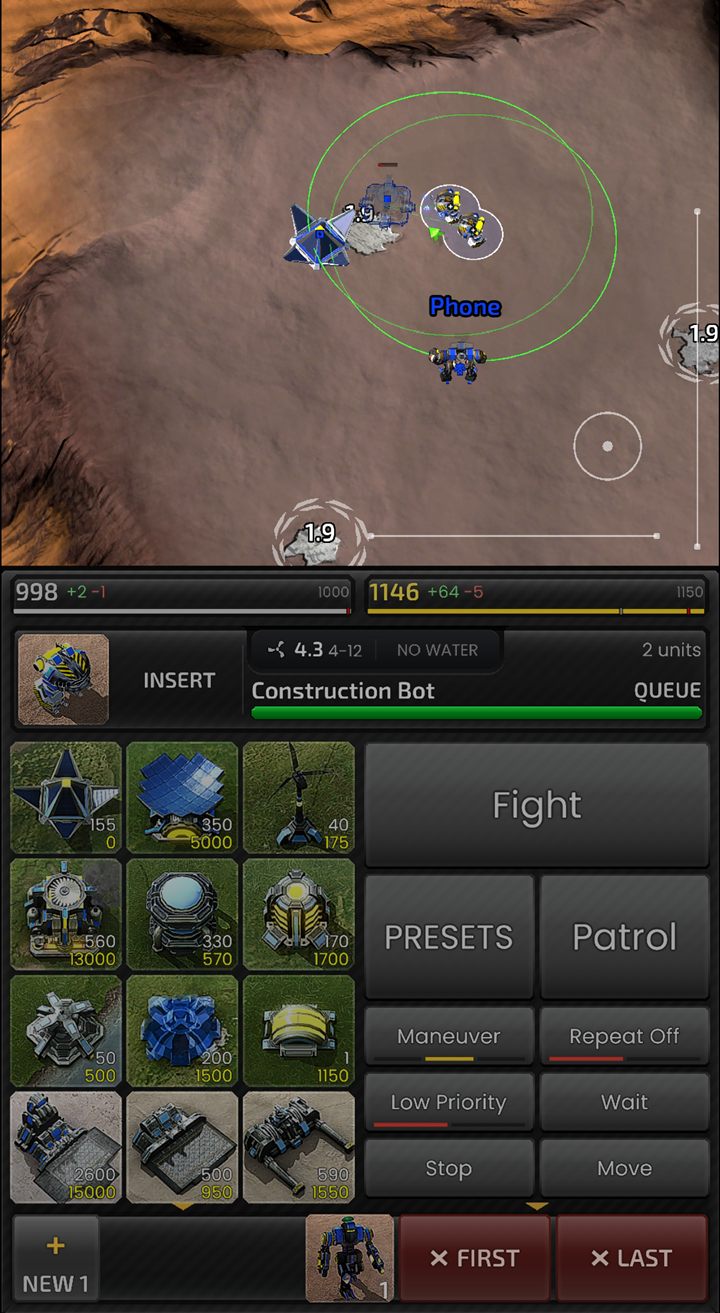 1.9
Phone
1.9
1.9
998 +2 -1 1000
1146 +64 -5 1150
INSERT
4.3 4-12 NO WATER 2 units
Construction Bot QUEUE
155
0
350
5000
40
175
560
13000
330
570
170
1700
50
500
200
1500
1
1150
2600
15000
500
950
590
1550
Fight
PRESETS
Patrol
Maneuver
Repeat Off
Low Priority
Wait
Stop
Move
+
NEW 1
1
× FIRST
× LAST